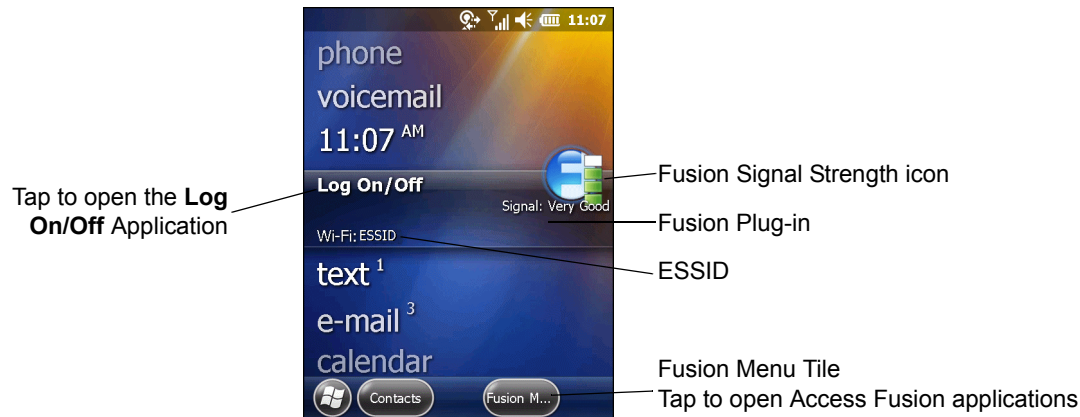 11:07
phone
voicemail
11:07 AM
Log On/Off
Signal: Very Good
Wi-Fi: ESSID
text 1
e-mail 3
calendar
Contacts
Fusion M...
Tap to open the Log
On/Off Application
Fusion Signal Strength icon
Fusion Plug-in
ESSID
Fusion Menu Tile
Tap to open Access Fusion applications